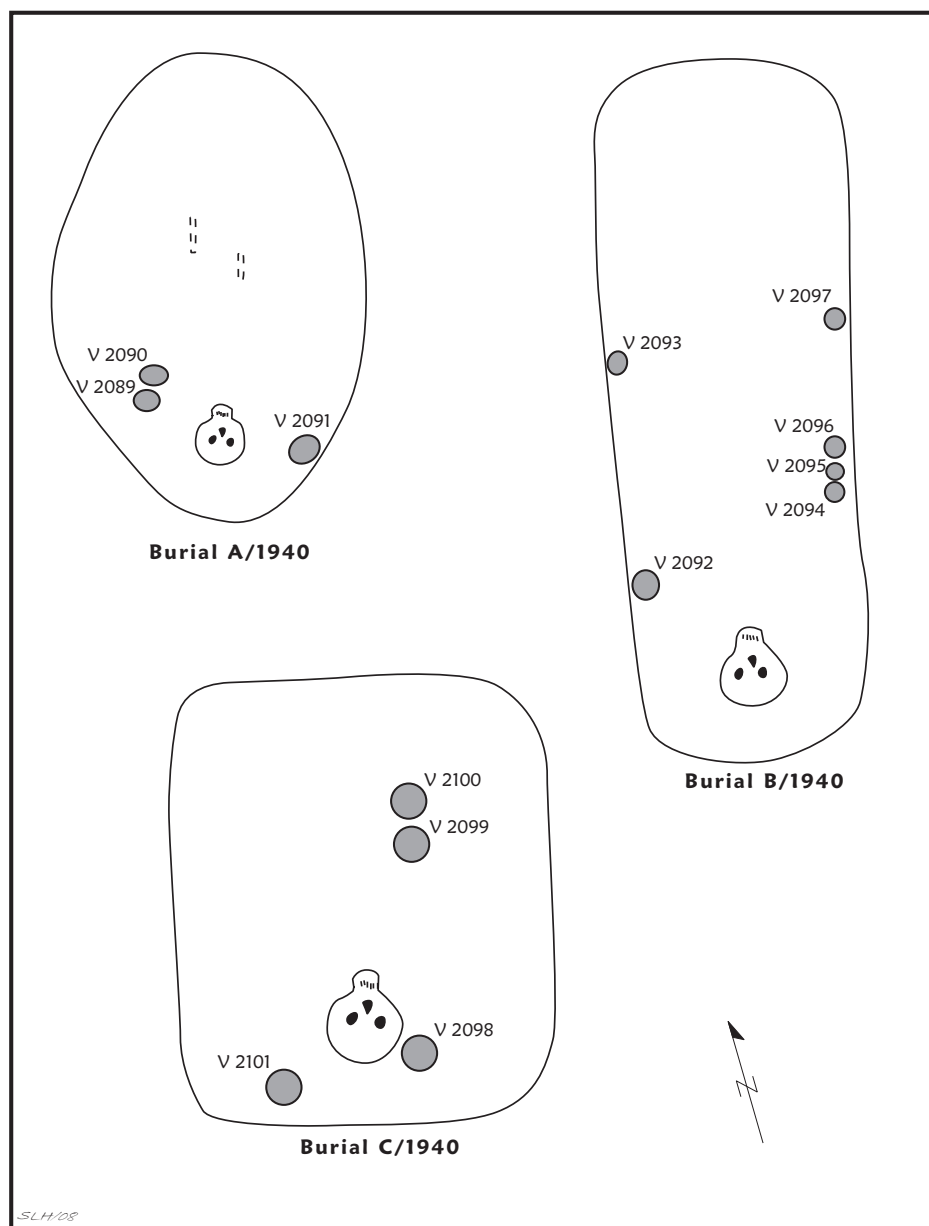 V 2090
V 2089
V 2091
Burial A/1940
V 2097
V 2093
V 2096
V 2095
V 2094
V 2092
Burial B/1940
V 2100
V 2099
V 2098
V 2101
Burial C/1940
SLH/08